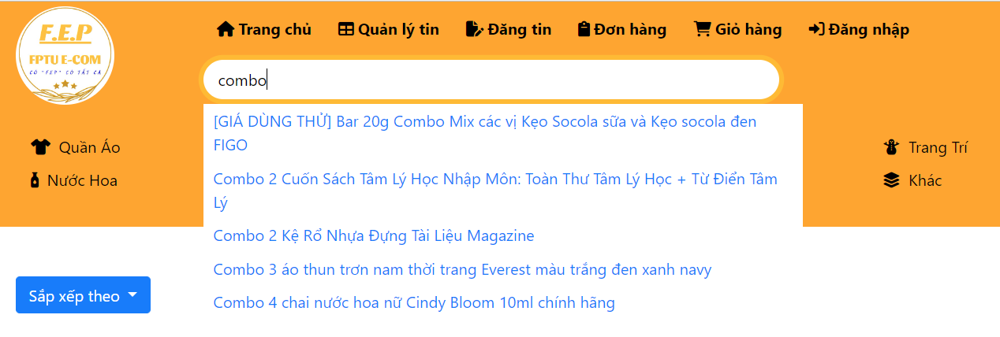 F.E.P
FPTU E-COM
CÓ "FEP" CÓ TẤT CẢ
Trang chủ
Quản lý tin
Đăng tin
Đơn hàng
Giỏ hàng
Đăng nhập
combo
[GIÁ DÙNG THỬ] Bar 20g Combo Mix các vị Kẹo Socola sữa và Kẹo socola đen
FIGO
Combo 2 Cuốn Sách Tâm Lý Học Nhập Môn: Toàn Thư Tâm Lý Học + Từ Điển Tâm
Lý
Combo 2 Kệ Rổ Nhựa Đựng Tài Liệu Magazine
Combo 3 áo thun trơn nam thời trang Everest màu trắng đen xanh navy
Combo 4 chai nước hoa nữ Cindy Bloom 10ml chính hãng
Quần Áo
Nước Hoa
Trang Trí
Khác
Sắp xếp theo